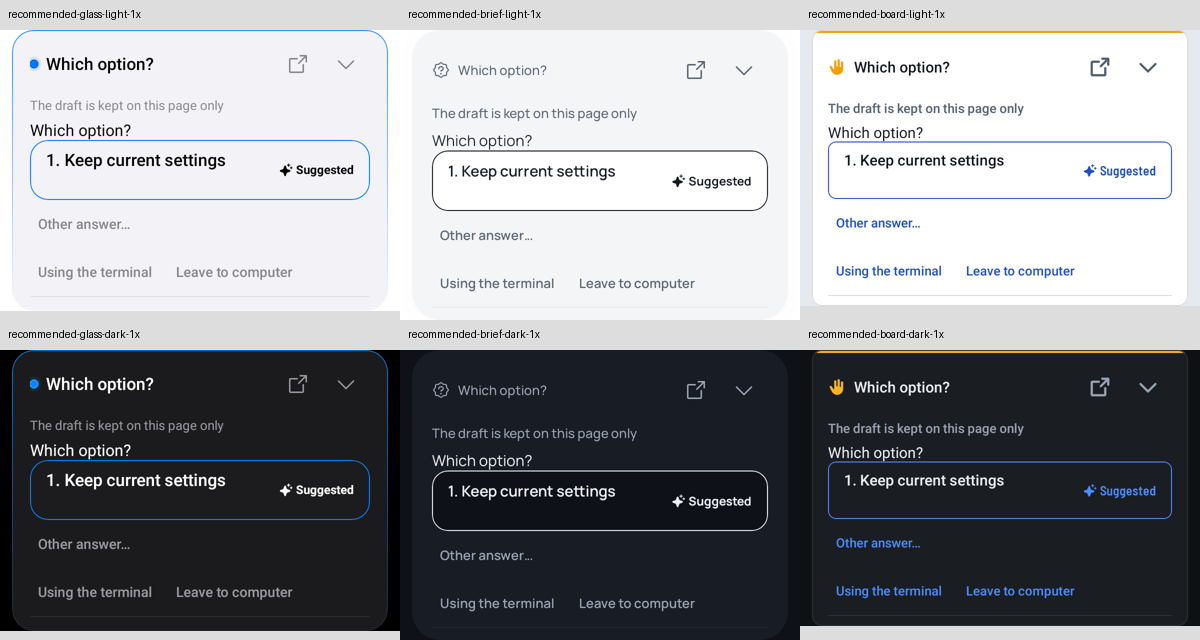 recommended-glass-light-1x
Which option?
The draft is kept on this page only
Which option?
1. Keep current settings
Suggested
Other answer...
Using the terminal Leave to computer
recommended-brief-light-1x
Which option?
The draft is kept on this page only
Which option?
1. Keep current settings
Suggested
Other answer...
Using the terminal Leave to computer
recommended-board-light-1x
Which option?
The draft is kept on this page only
Which option?
1. Keep current settings
Suggested
Other answer...
Using the terminal Leave to computer
recommended-glass-dark-1x
Which option?
The draft is kept on this page only
Which option?
1. Keep current settings
Suggested
Other answer...
Using the terminal Leave to computer
recommended-brief-dark-1x
Which option?
The draft is kept on this page only
Which option?
1. Keep current settings
Suggested
Other answer...
Using the terminal Leave to computer
recommended-board-dark-1x
Which option?
The draft is kept on this page only
Which option?
1. Keep current settings
Suggested
Other answer...
Using the terminal Leave to computer